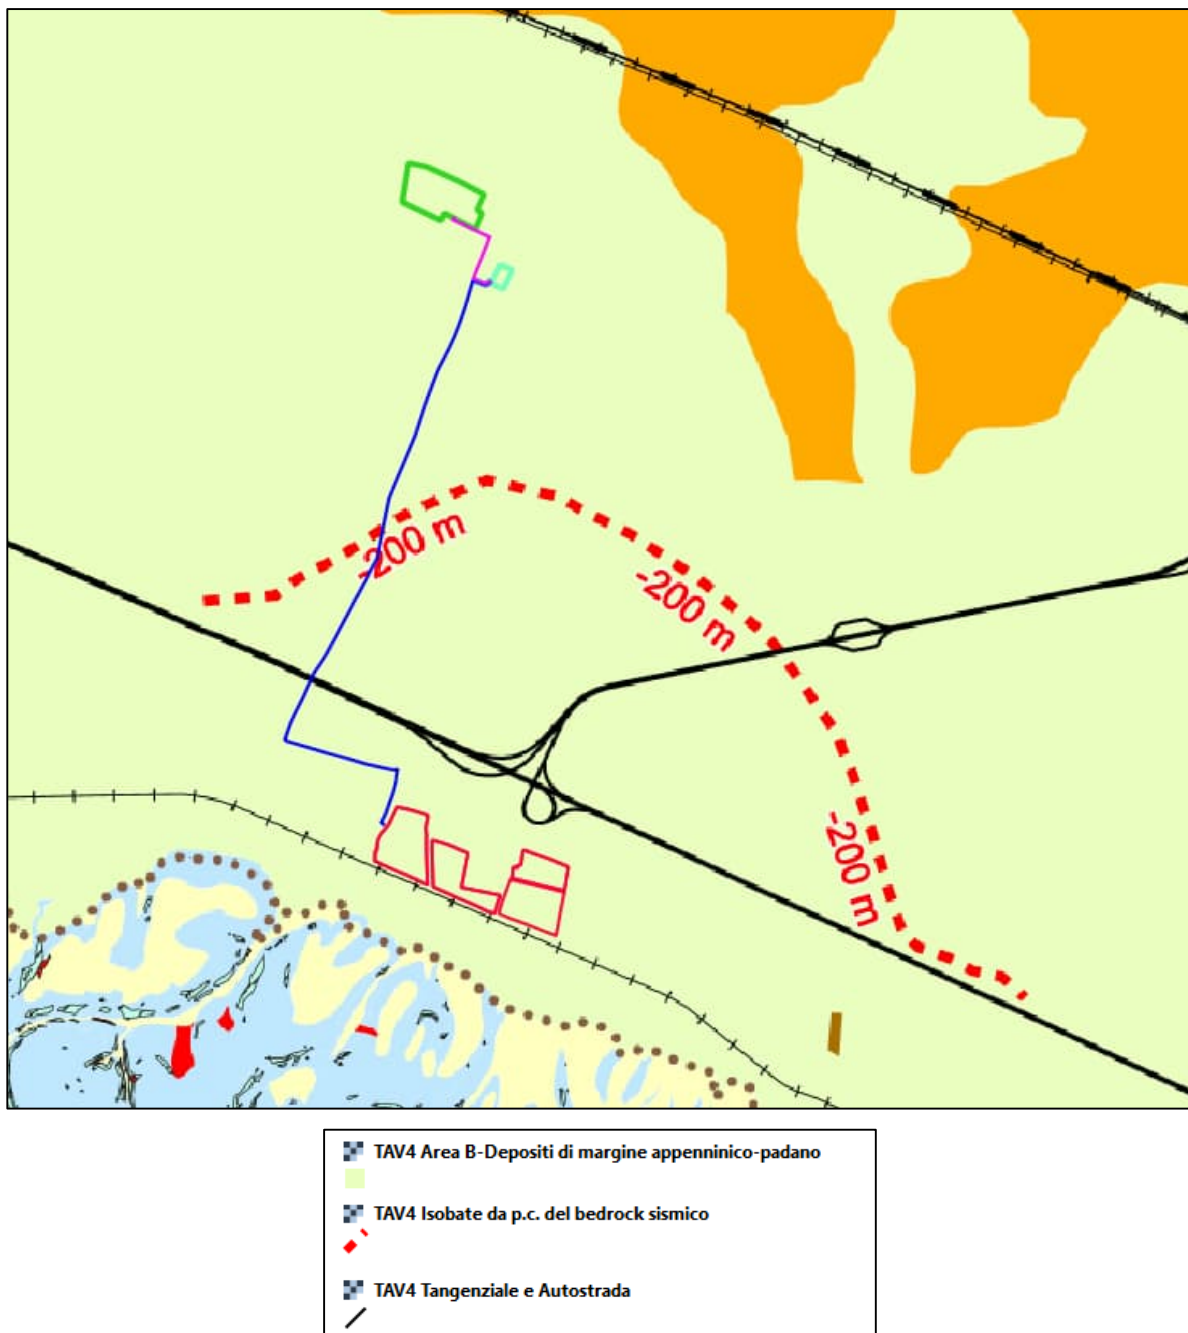 -200 m
-200 m
-200 m
TAV4 Area B-Depositi di margine appenninico-padano
TAV4 Isobate da p.c. del bedrock sismico
TAV4 Tangenziale e Autostrada